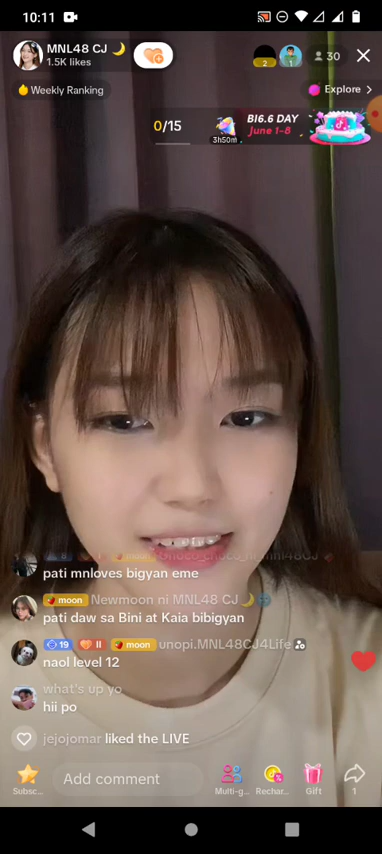 10:11
MNL48 CJ 🌙
1.5K likes
2
30
Weekly Ranking
Explore >
0/15
3h50m
BI6.6 DAY
June 1-8
pati mnloves bigyan eme
moon Newmoon ni MNL48 CJ🌙
pati daw sa Bini at Kaia bibigyan
19 II moon unopi.MNL48CJ4Life
naol level 12
what's up yo
hii po
jejojomar liked the LIVE
Subsc...
Add comment
Multi-g...
Rechar...
Gift
1